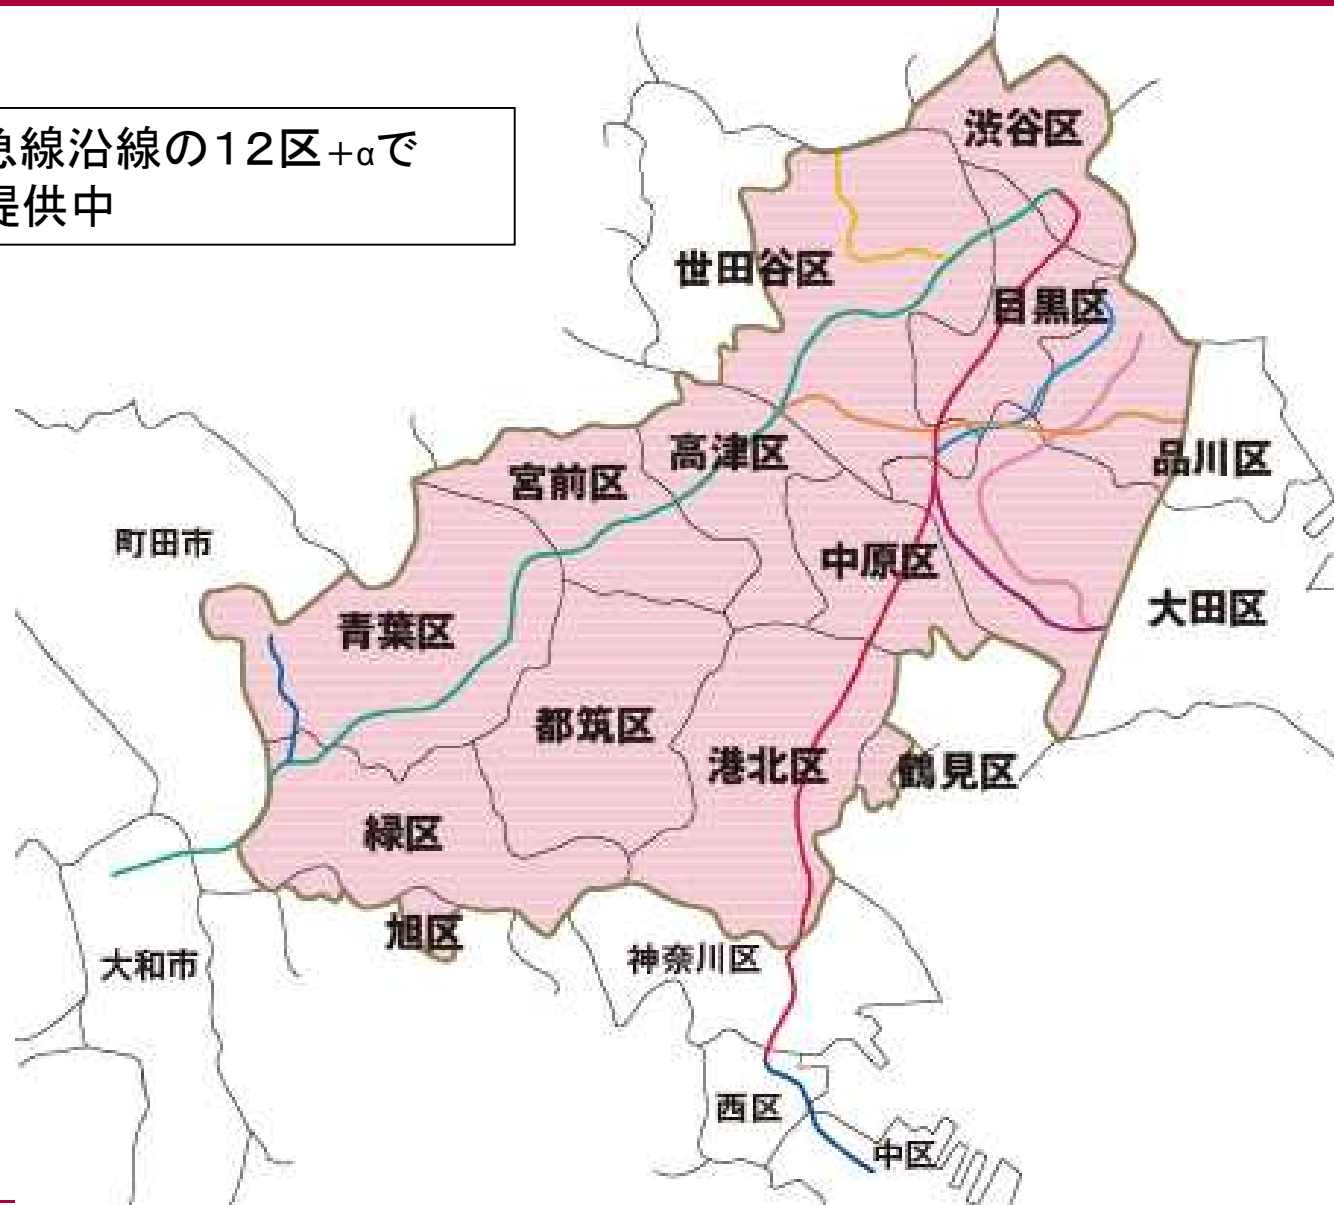 急線沿線の12区+αで
提供中
渋谷区
世田谷区
目黒区
高津区
宮前区
品川区
町田市
中原区
大田区
青葉区
都筑区
港北区
鶴見区
緑区
旭区
神奈川区
大和市
西区
中区